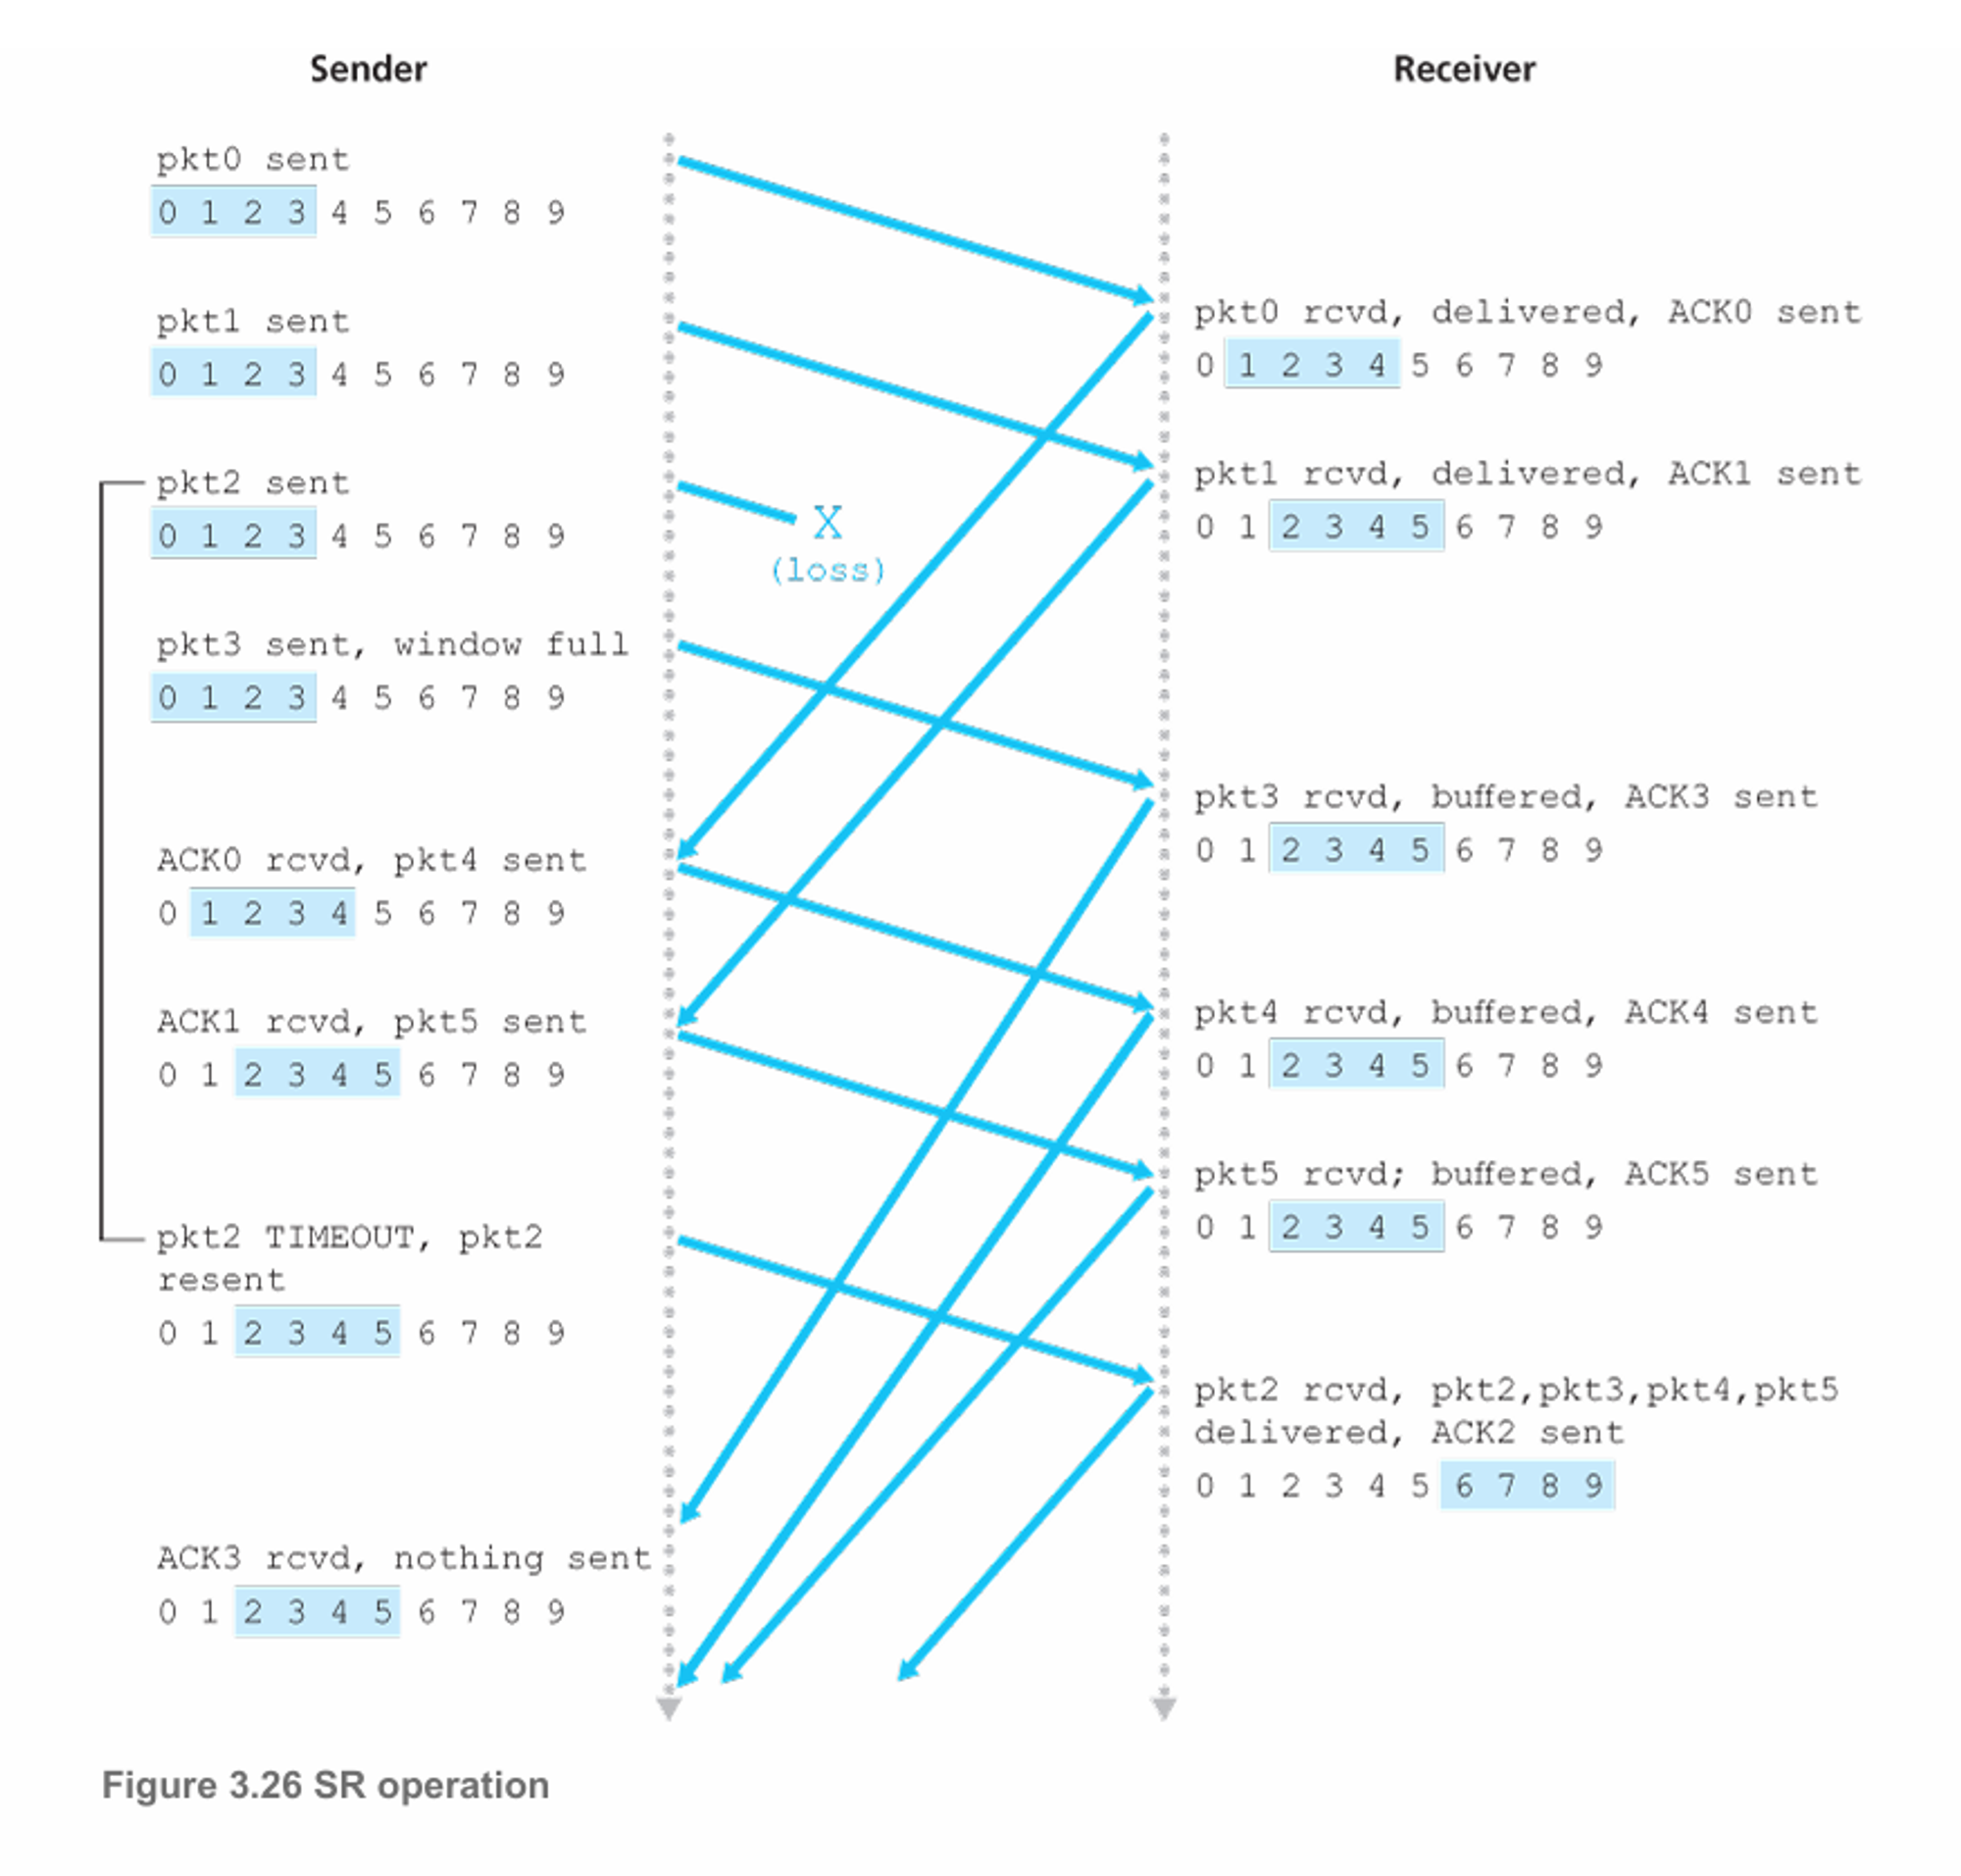 Sender
Receiver
pkt0 sent
0 1 2 3 4 5 6 7 8 9
pkt0 rcvd, delivered, ACK0 sent
0 1 2 3 4 5 6 7 8 9
pkt1 sent
0 1 2 3 4 5 6 7 8 9
pkt1 rcvd, delivered, ACK1 sent
0 1 2 3 4 5 6 7 8 9
pkt2 sent
0 1 2 3 4 5 6 7 8 9
X
(loss)
pkt3 sent, window full
0 1 2 3 4 5 6 7 8 9
pkt3 rcvd, buffered, ACK3 sent
0 1 2 3 4 5 6 7 8 9
ACK0 rcvd, pkt4 sent
0 1 2 3 4 5 6 7 8 9
pkt4 rcvd, buffered, ACK4 sent
0 1 2 3 4 5 6 7 8 9
ACK1 rcvd, pkt5 sent
0 1 2 3 4 5 6 7 8 9
pkt5 rcvd; buffered, ACK5 sent
0 1 2 3 4 5 6 7 8 9
pkt2 TIMEOUT, pkt2
resent
0 1 2 3 4 5 6 7 8 9
pkt2 rcvd, pkt2,pkt3,pkt4,pkt5
delivered, ACK2 sent
0 1 2 3 4 5 6 7 8 9
ACK3 rcvd, nothing sent
0 1 2 3 4 5 6 7 8 9
Figure 3.26 SR operation